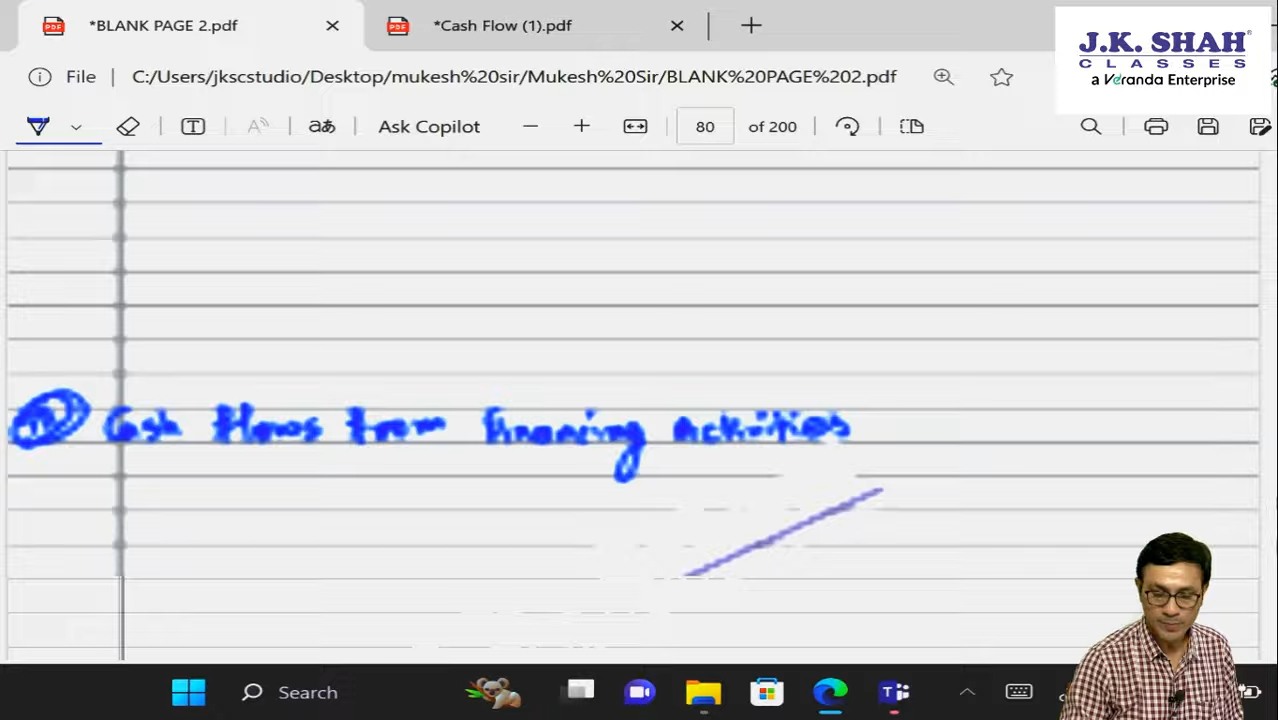 *BLANK PAGE 2.pdf
*Cash Flow (1).pdf
J.K. SHAH®
CLASSES
a Veranda Enterprise
File
C:/Users/jkscstudio/Desktop/mukesh%20sir/Mukesh%20Sir/BLANK%20PAGE%202.pdf
Ask Copilot
80 of 200
Cash flows from financing activities
Search